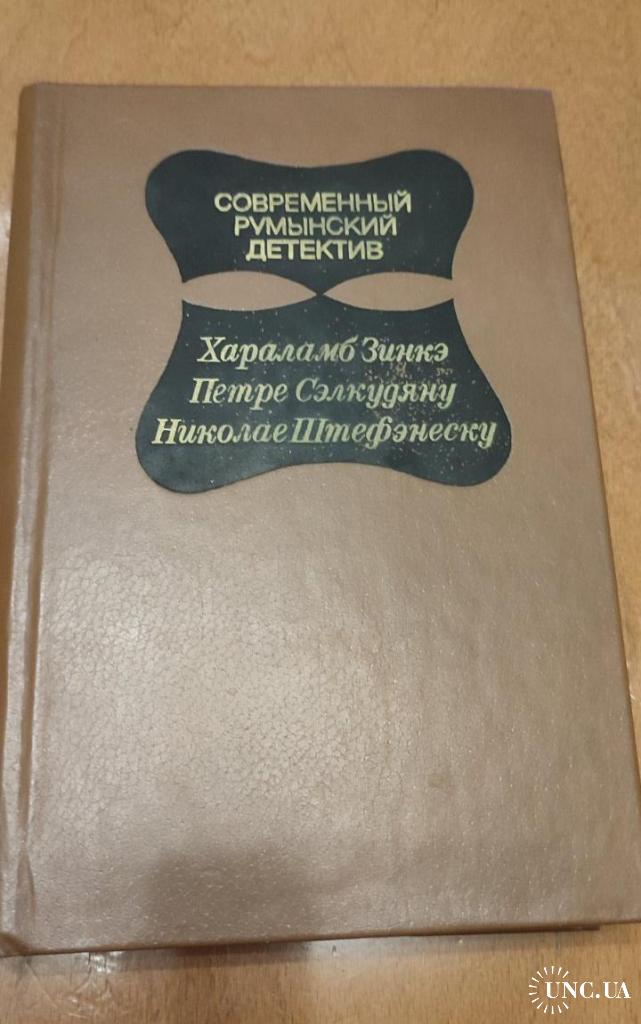 СОВРЕМЕННЫЙ
РУМЫНСКИЙ
ДЕТЕКТИВ
Хараламб Зинкэ
Петре Сэлкудяну
Николае Штефэнеску
UNC.UA